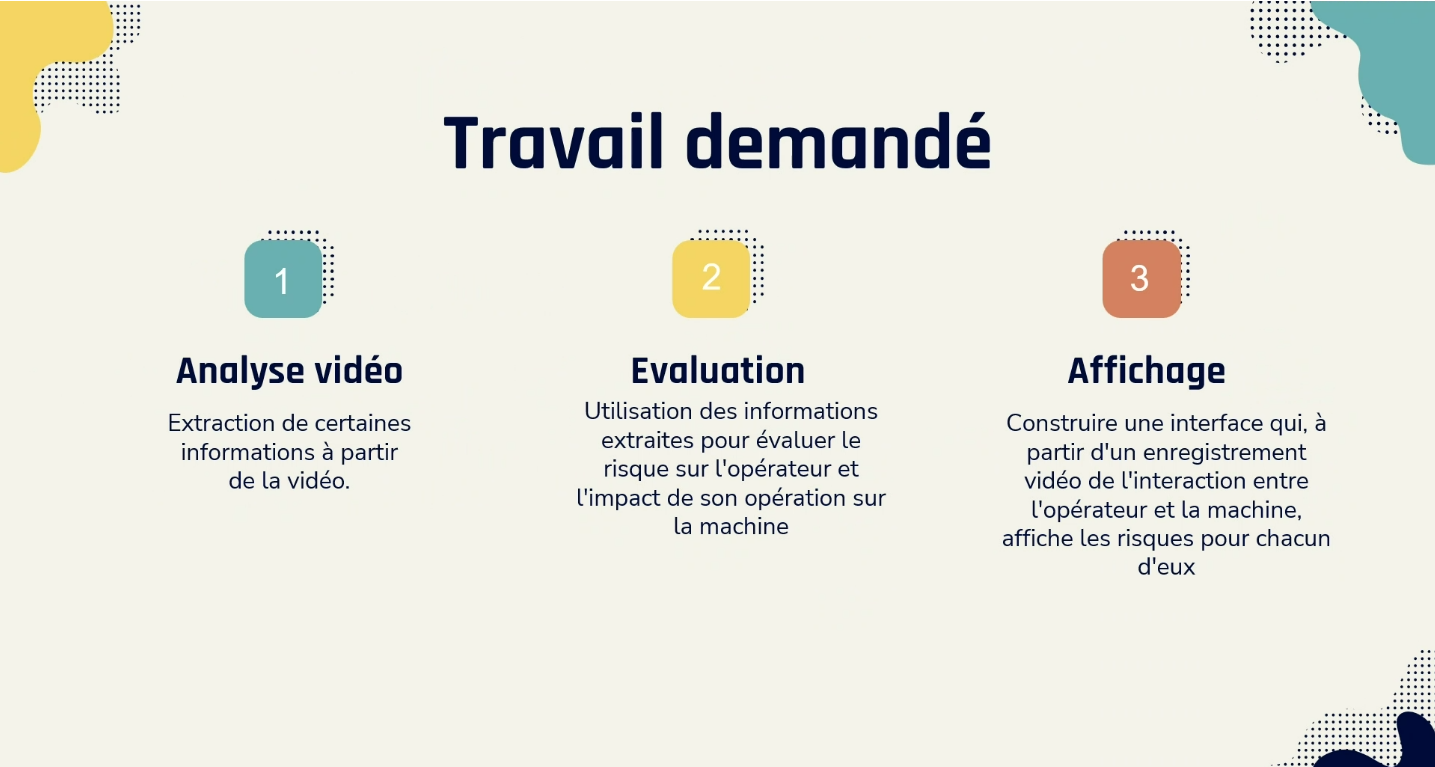 Travail demandé
1
Analyse vidéo
Extraction de certaines
informations à partir
de la vidéo.
2
Evaluation
Utilisation des informations
extraites pour évaluer le
risque sur l'opérateur et
l'impact de son opération sur
la machine
3
Affichage
Construire une interface qui, à
partir d'un enregistrement
vidéo de l'interaction entre
l'opérateur et la machine,
affiche les risques pour chacun
d'eux